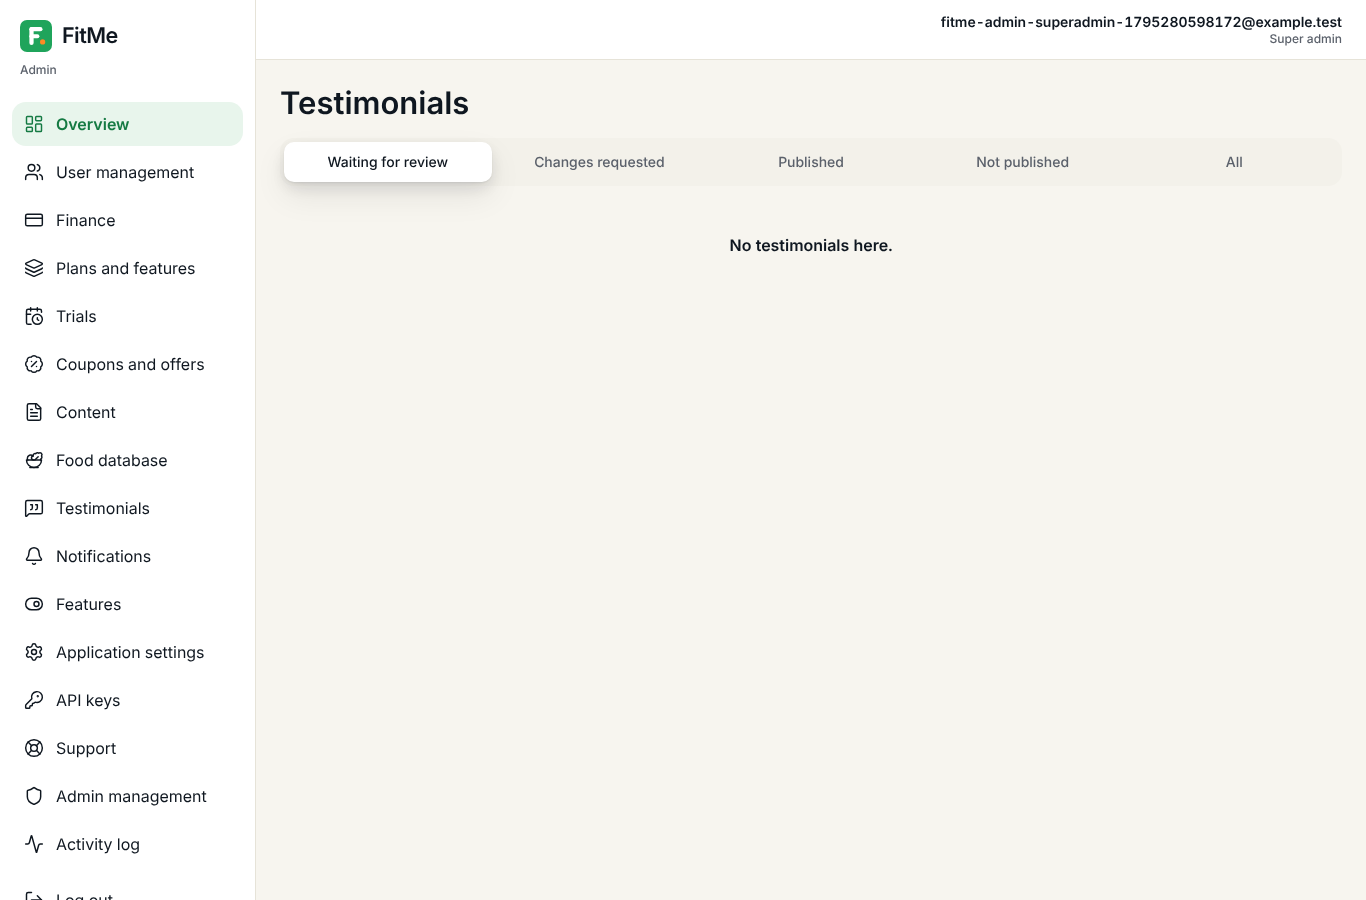 FitMe
Admin
Overview
User management
Finance
Plans and features
Trials
Coupons and offers
Content
Food database
Testimonials
Notifications
Features
Application settings
API keys
Support
Admin management
Activity log
Log out
fitme-admin-superadmin-1795280598172@example.test
Super admin
Testimonials
Waiting for review
Changes requested
Published
Not published
All
No testimonials here.